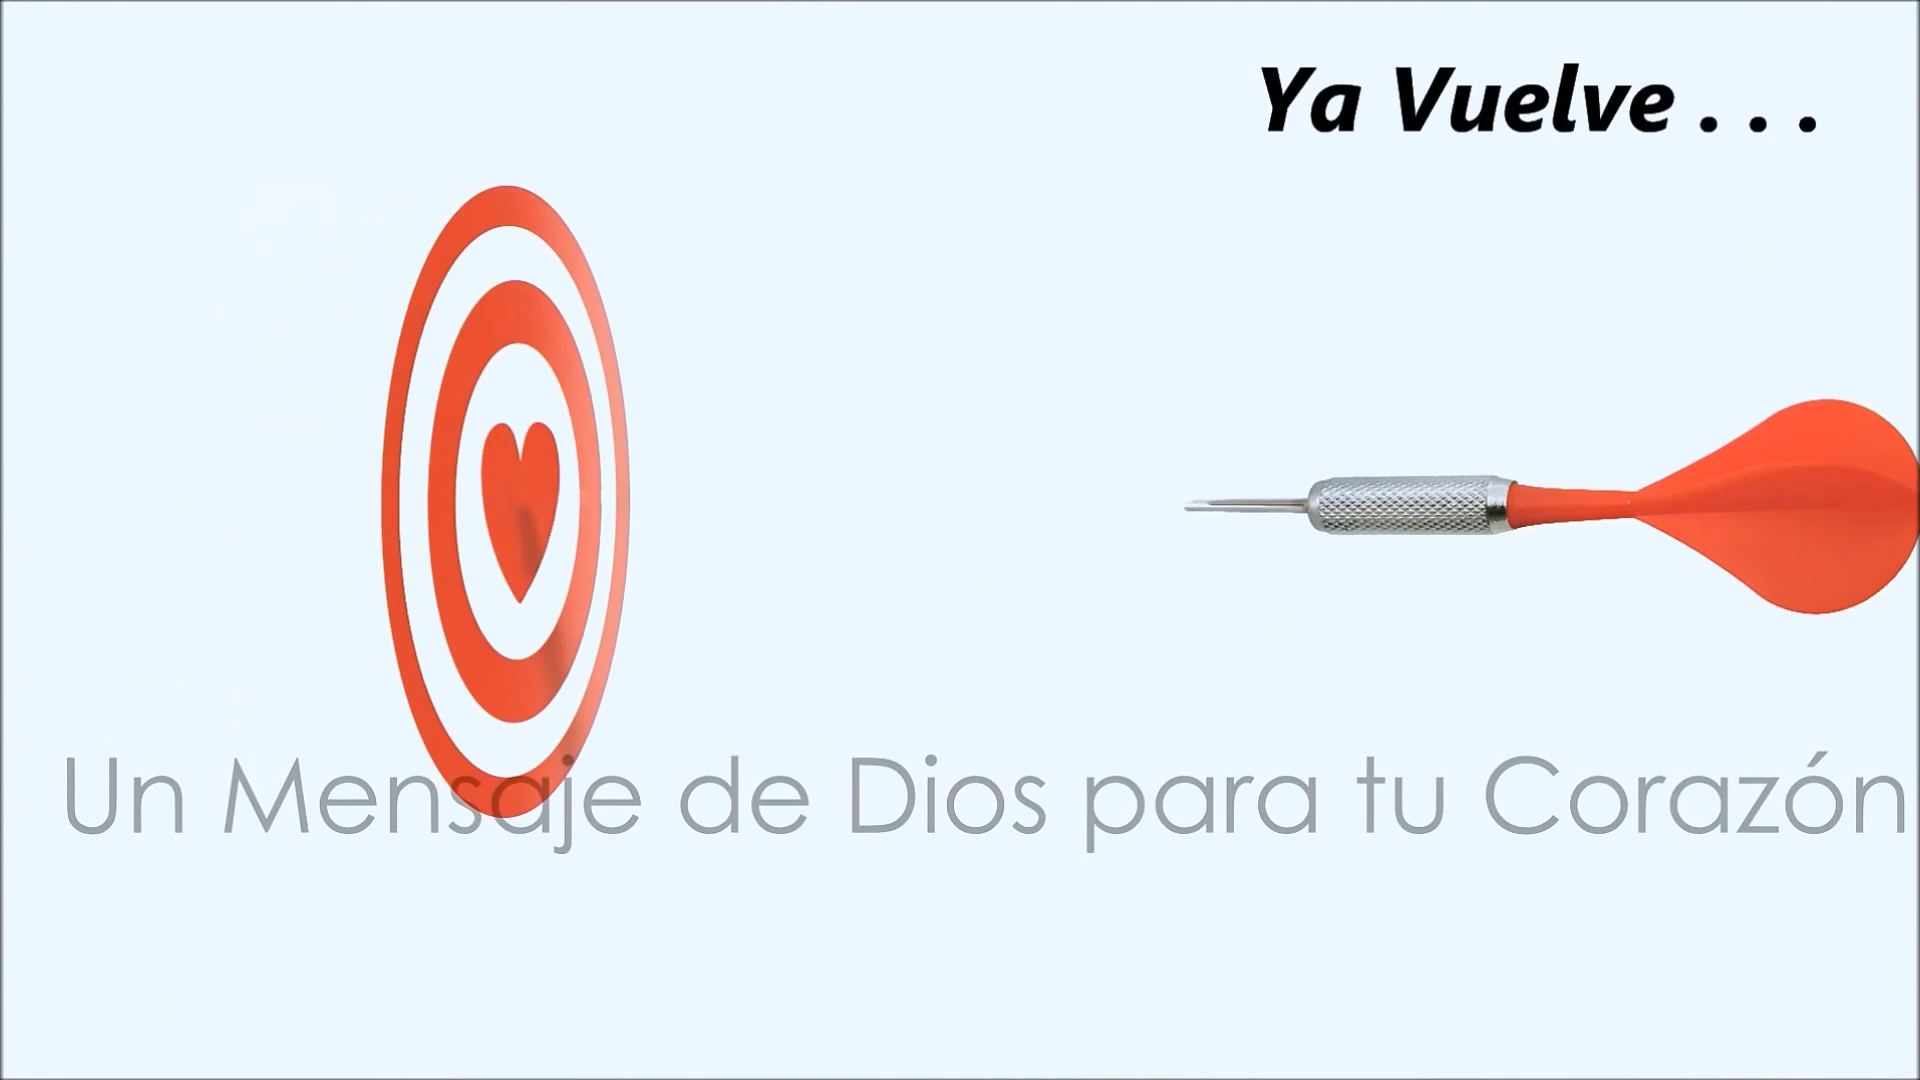 Ya Vuelve . . .
Un Mensaje de Dios para tu Corazón